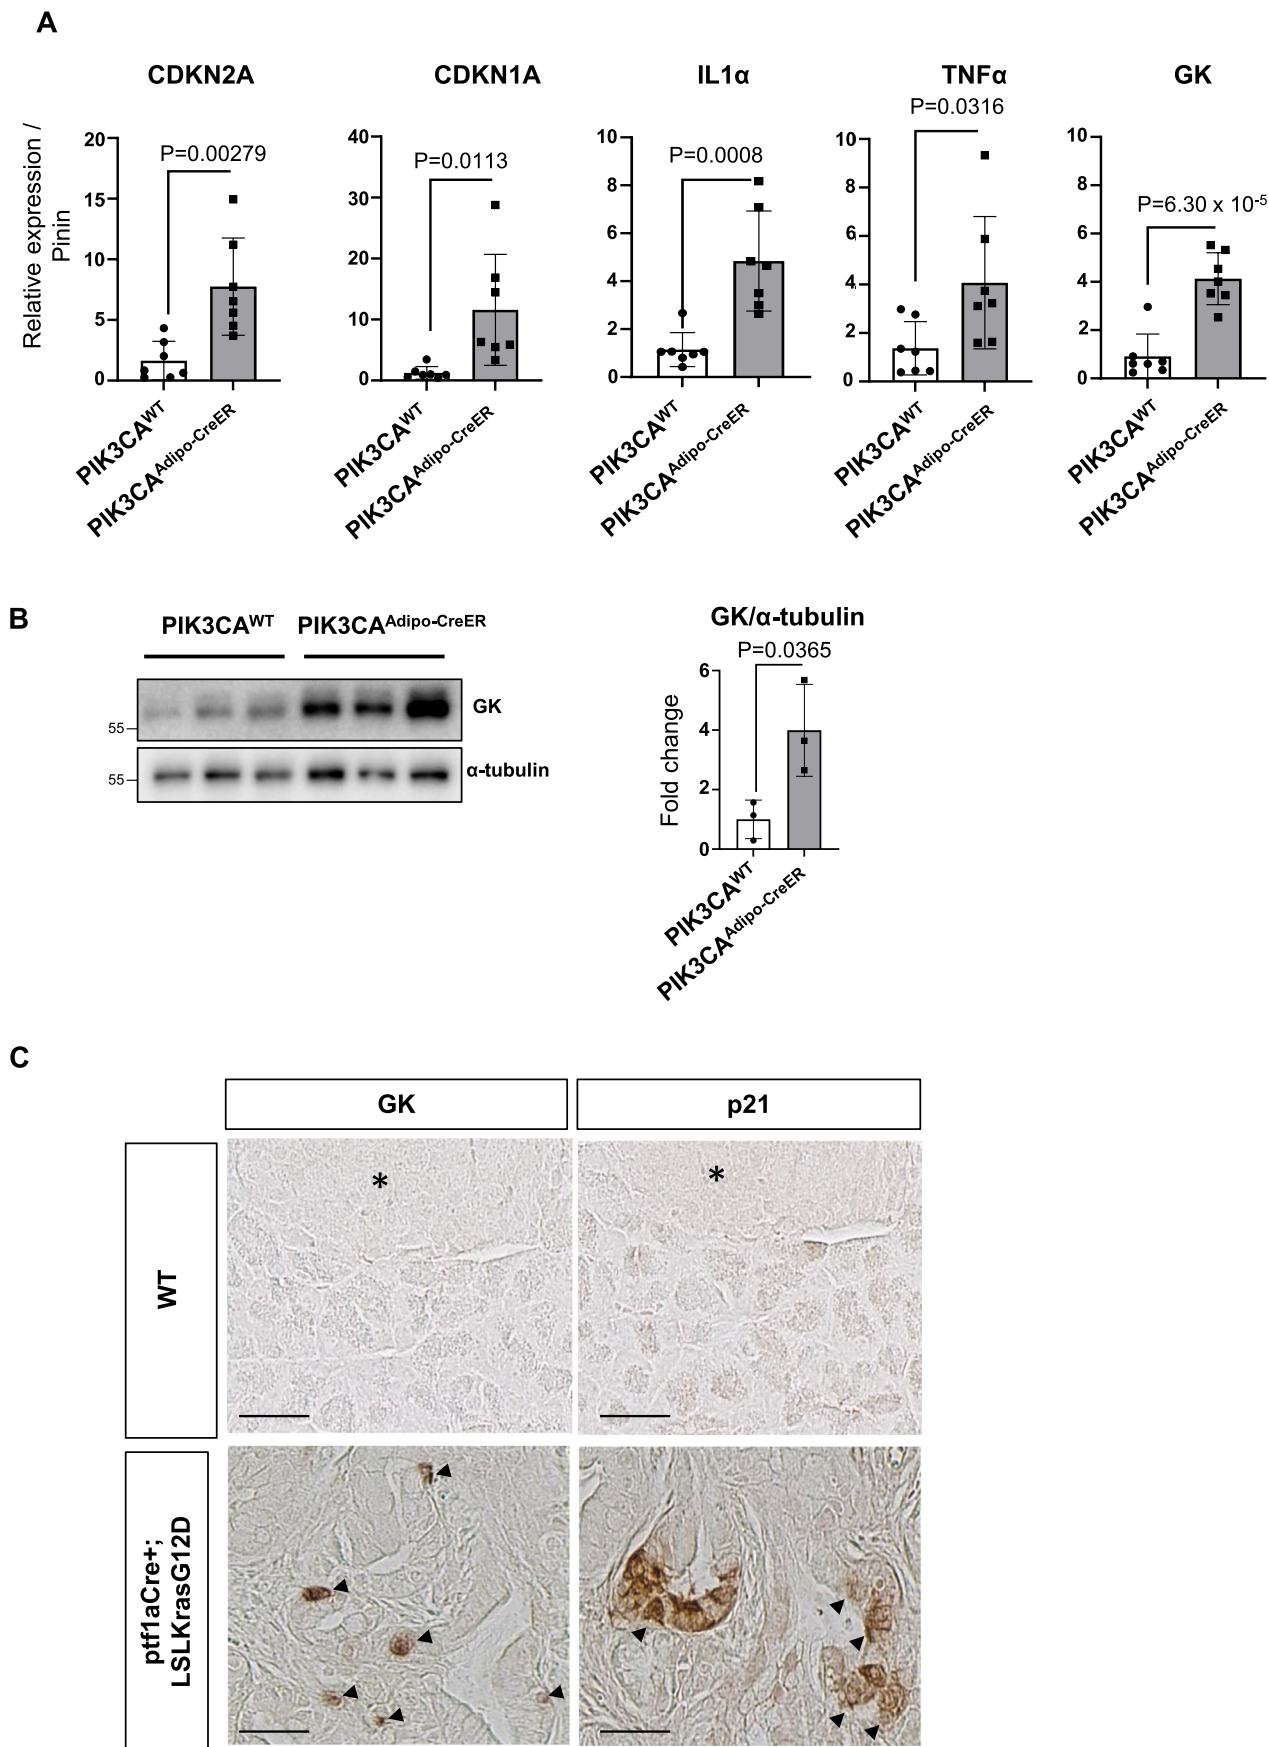 A
CDKN2A
CDKN1A
IL1α
TNFα
GK
Relative expression /
Pinin
P=0.00279
P=0.0113
P=0.0008
P=0.0316
P=6.30 x 10-5
20
15
10
5
0
40
30
20
10
0
10
8
6
4
2
0
10
8
6
4
2
0
10
8
6
4
2
0
PIK3CAWT
PIK3CAAdipo-CreER
PIK3CAWT
PIK3CAAdipo-CreER
PIK3CAWT
PIK3CAAdipo-CreER
PIK3CAWT
PIK3CAAdipo-CreER
PIK3CAWT
PIK3CAAdipo-CreER
B
PIK3CAWT
PIK3CAAdipo-CreER
GK
55
α-tubulin
55
GK/α-tubulin
P=0.0365
Fold change
6
4
2
0
PIK3CAWT
PIK3CAAdipo-CreER
C
GK
p21
WT
*
*
ptf1aCre+;
LSLKrasG12D